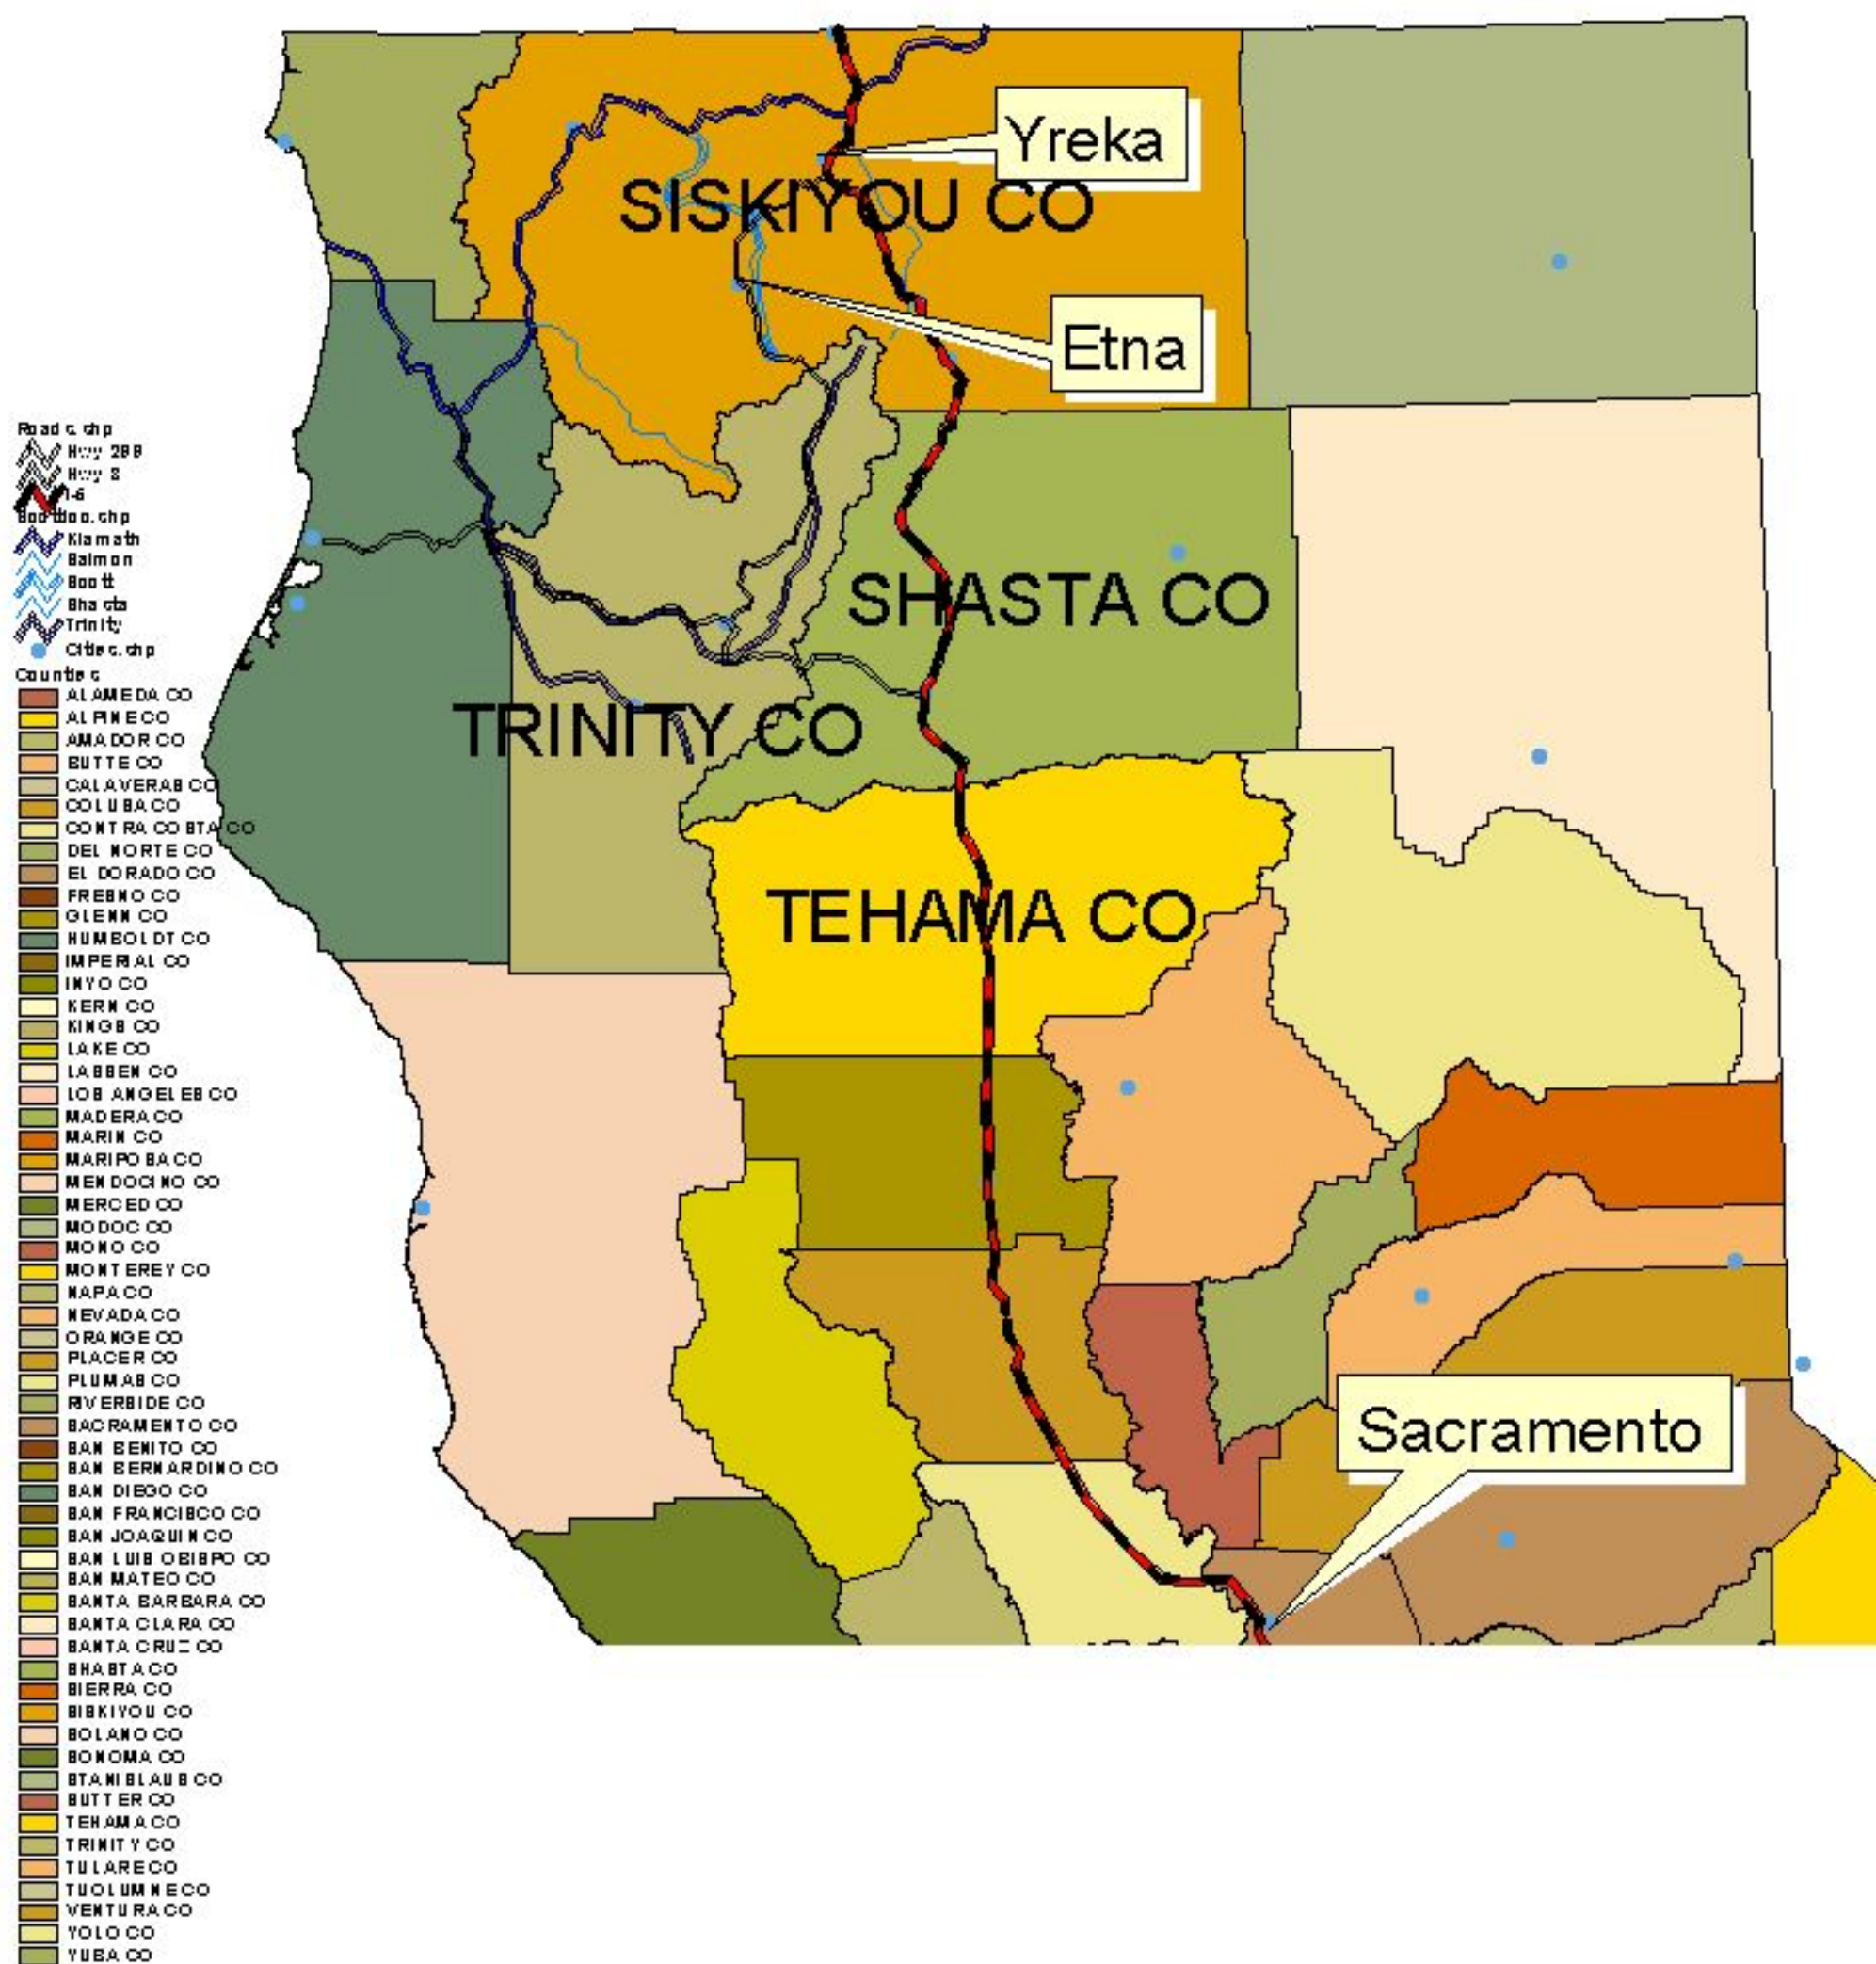 Yreka
SISKIYOU CO
Etna
SHASTA CO
TRINITY CO
TEHAMA CO
Sacramento
Roads.shp
Hwy 299
Hwy 3
I-5
Klamath
Salmon
Scott
Shasta
Trinity
Cities.shp
Counties
ALAMEDA CO
ALPINE CO
AMADOR CO
BUTTE CO
CALAVERAS CO
COLUSA CO
CONTRA COSTA CO
DEL NORTE CO
EL DORADO CO
FRESNO CO
GLENN CO
HUMBOLDT CO
IMPERIAL CO
INYO CO
KERN CO
KINGS CO
LAKE CO
LASSEN CO
LOS ANGELES CO
MADERA CO
MARIN CO
MARIPOSA CO
MENDOCINO CO
MERCED CO
MODOC CO
MONO CO
MONTEREY CO
NAPA CO
NEVADA CO
ORANGE CO
PLACER CO
PLUMAS CO
RIVERSIDE CO
SACRAMENTO CO
SAN BENITO CO
SAN BERNARDINO CO
SAN DIEGO CO
SAN FRANCISCO CO
SAN JOAQUIN CO
SAN LUIS OBISPO CO
SAN MATEO CO
SANTA BARBARA CO
SANTA CLARA CO
SANTA CRUZ CO
SHASTA CO
SIERRA CO
SISKIYOU CO
SOLANO CO
SONOMA CO
STANISLAUS CO
SUTTER CO
TEHAMA CO
TRINITY CO
TULARE CO
TUOLUMNE CO
VENTURA CO
YOLO CO
YUBA CO